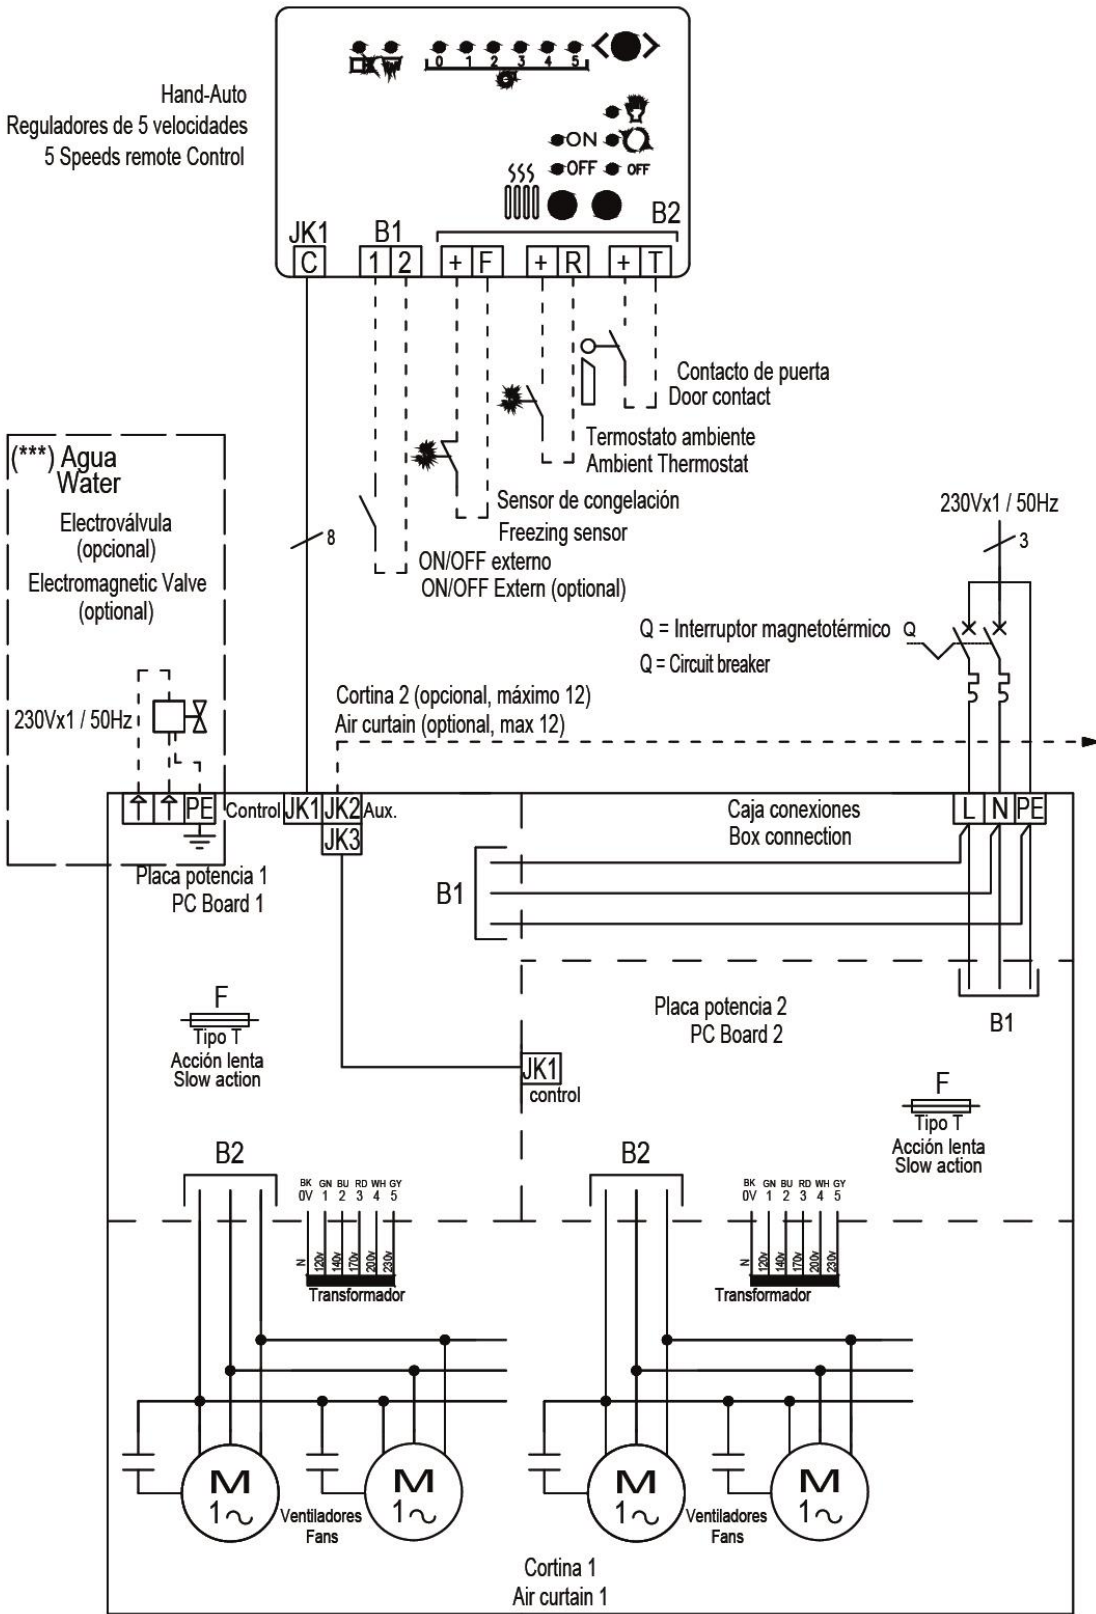 0 1 2 3 4 5
Hand-Auto
Reguladores de 5 velocidades
5 Speeds remote Control
ON
OFF OFF
B2
JK1 B1
C 1 2 + F + R + T
Contacto de puerta
Door contact
Termostato ambiente
Ambient Thermostat
(***) Agua
Water
Electroválvula
(opcional)
Electromagnetic Valve
(optional)
230Vx1 / 50Hz
8
Sensor de congelación
Freezing sensor
ON/OFF externo
ON/OFF Extern (optional)
230Vx1 / 50Hz
3
Q = Interruptor magnetotérmico Q
Q = Circuit breaker
Cortina 2 (opcional, máximo 12)
Air curtain (optional, max 12)
PE Control JK1 JK2 Aux.
JK3
Caja conexiones
Box connection
L N PE
Placa potencia 1
PC Board 1
B1
B1
Placa potencia 2
PC Board 2
F
Tipo T
Acción lenta
Slow action
JK1
control
F
Tipo T
Acción lenta
Slow action
B2
BK GN BU RD WH GY
0V 1 2 3 4 5
N 120v 140v 170v 200v 230v
Transformador
B2
BK GN BU RD WH GY
0V 1 2 3 4 5
N 120v 140v 170v 200v 230v
Transformador
M
1~
M
1~
Ventiladores
Fans
M
1~
M
1~
Ventiladores
Fans
Cortina 1
Air curtain 1